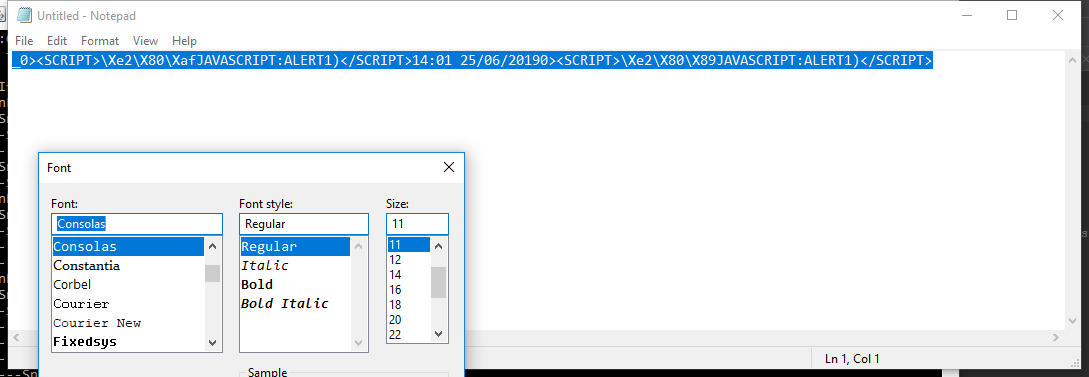 Untitled - Notepad
File Edit Format View Help
_0><SCRIPT>\Xe2\X80\XafJAVASCRIPT:ALERT1)</SCRIPT>14:01 25/06/20190><SCRIPT>\Xe2\X80\X89JAVASCRIPT:ALERT1)</SCRIPT>
Font
Font: Font style: Size:
Consolas Regular 11
Consolas Regular 11
Constantia Italic 12
Corbel Bold 14
Courier Bold Italic 16
Courier New 18
Fixedsys 20
22
Sample
Ln 1, Col 1